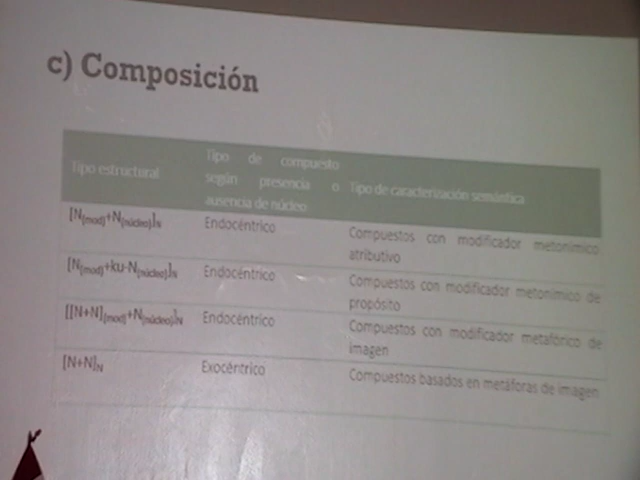 c) Composición
Tipo estructural
Tipo de compuesto
según presencia o
ausencia de núcleo
Tipo de caracterización semántica
[N(mod)+N(núcleo)]N
Endocéntrico
Compuestos con modificador metonímico
atributivo
[N(mod)+ku-N(núcleo)]N
Endocéntrico
Compuestos con modificador metonímico de
propósito
[[N+N](mod)+N(núcleo)]N
Endocéntrico
Compuestos con modificador metafórico de
imagen
[N+N]N
Exocéntrico
Compuestos basados en metáforas de imagen